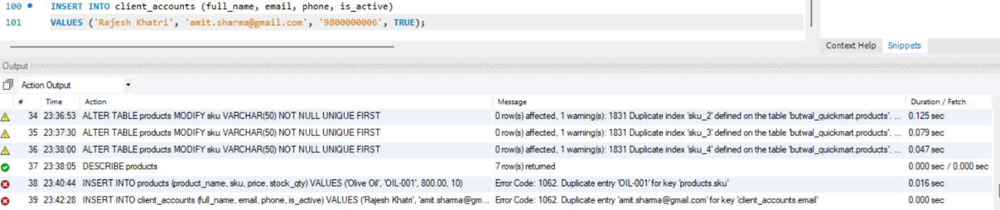 100 INSERT INTO client_accounts (full_name, email, phone, is_active)
101 VALUES ('Rajesh Khatri', 'amit.sharma@gmail.com', '9800000006', TRUE);
Context Help Snippets
Output
Action Output
# Time Action Message Duration / Fetch
34 23:36:53 ALTER TABLE products MODIFY sku VARCHAR(50) NOT NULL UNIQUE FIRST 0 row(s) affected, 1 warning(s): 1831 Duplicate index 'sku_2' defined on the table 'butwal_quickmart.products'. ... 0.125 sec
35 23:37:30 ALTER TABLE products MODIFY sku VARCHAR(50) NOT NULL UNIQUE FIRST 0 row(s) affected, 1 warning(s): 1831 Duplicate index 'sku_3' defined on the table 'butwal_quickmart.products'. ... 0.079 sec
36 23:38:00 ALTER TABLE products MODIFY sku VARCHAR(50) NOT NULL UNIQUE FIRST 0 row(s) affected, 1 warning(s): 1831 Duplicate index 'sku_4' defined on the table 'butwal_quickmart.products'. ... 0.047 sec
37 23:38:05 DESCRIBE products 7 row(s) returned 0.000 sec / 0.000 sec
38 23:40:44 INSERT INTO products (product_name, sku, price, stock_qty) VALUES ('Olive Oil', 'OIL-001', 800.00, 10) Error Code: 1062. Duplicate entry 'OIL-001' for key 'products.sku' 0.016 sec
39 23:42:28 INSERT INTO client_accounts (full_name, email, phone, is_active) VALUES ('Rajesh Khatri', 'amit.sharma@gm... Error Code: 1062. Duplicate entry 'amit.sharma@gmail.com' for key 'client_accounts.email' 0.000 sec